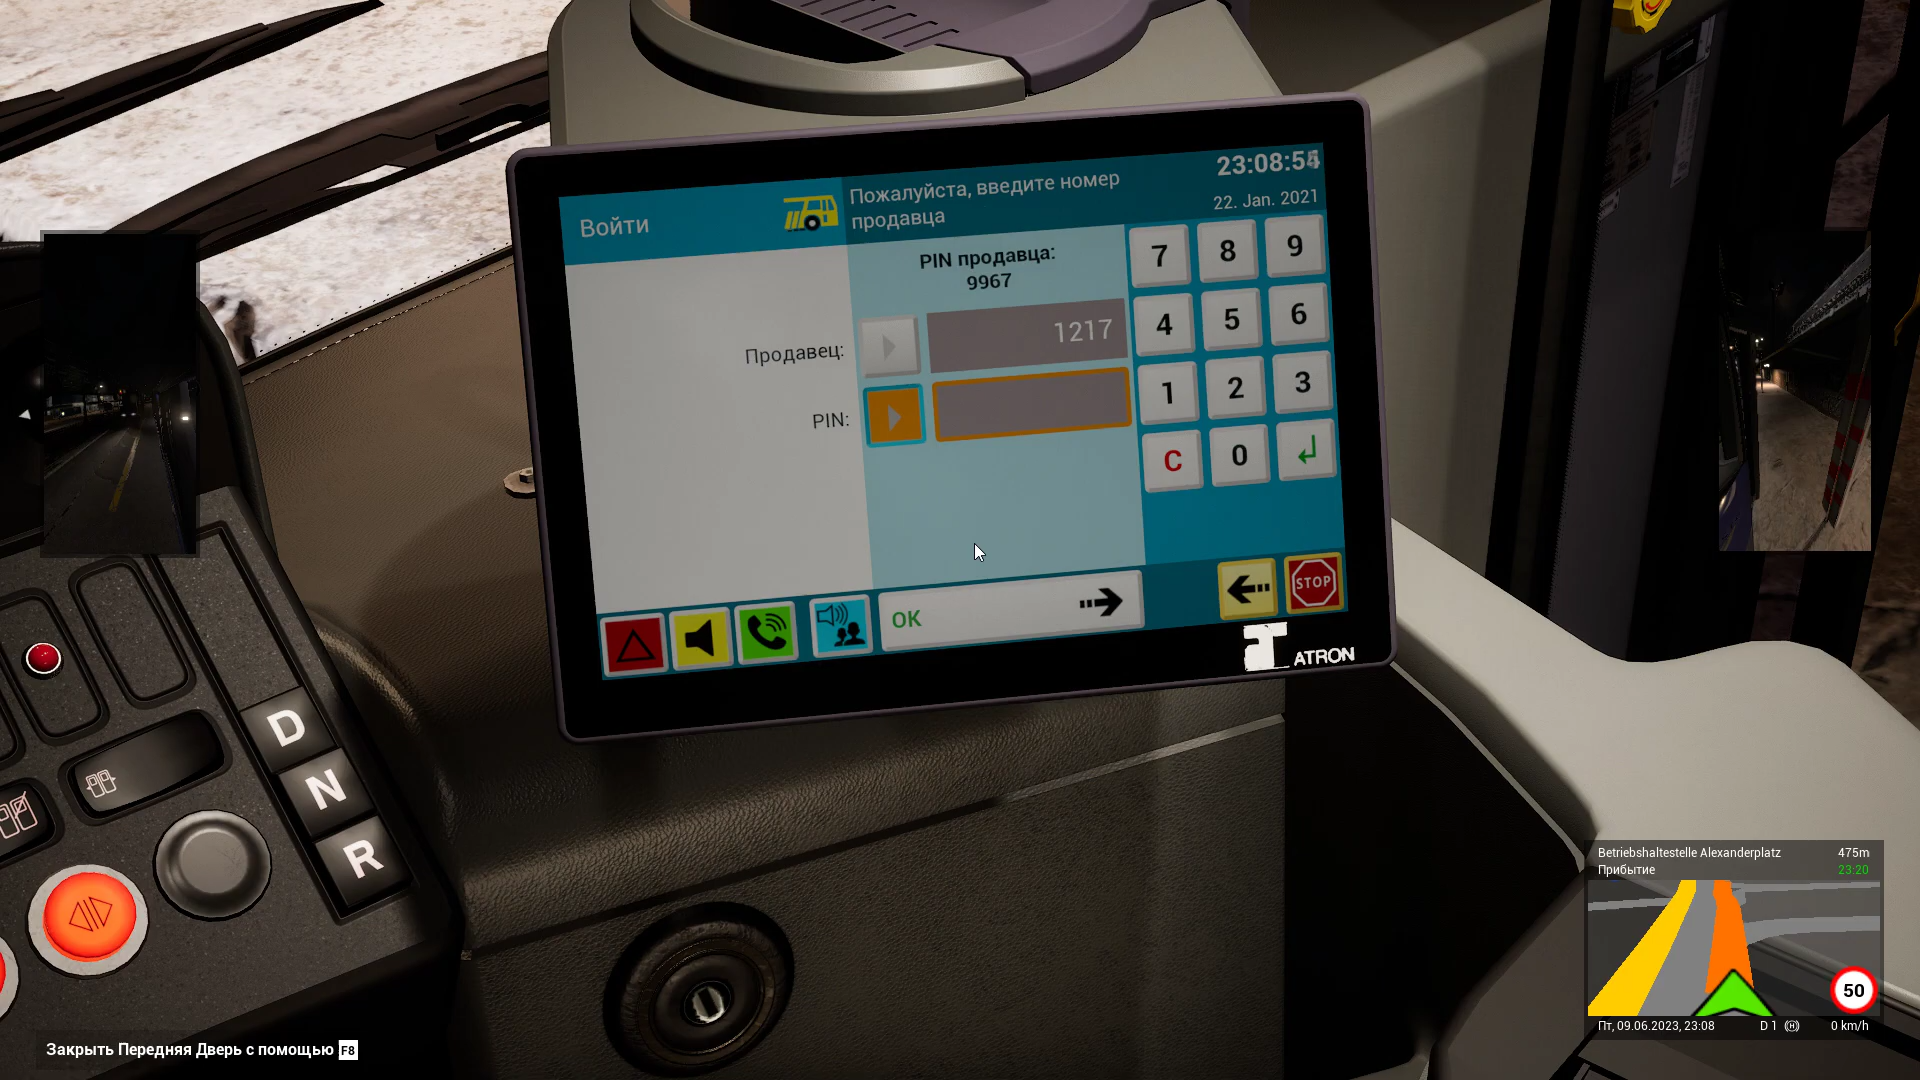 23:08:54
Войти
Пожалуйста, введите номер
продавца
22. Jan. 2021
PIN продавца:
9967
7 8 9
Продавец:
1217
4 5 6
PIN:
1 2 3
C 0
OK
STOP
ATRON
D
N
R
Betriebshaltestelle Alexanderplatz 475m
Прибытие 23:20
50
Пт, 09.06.2023, 23:08 D 1 (H) 0 km/h
Закрыть Передняя Дверь с помощью F8